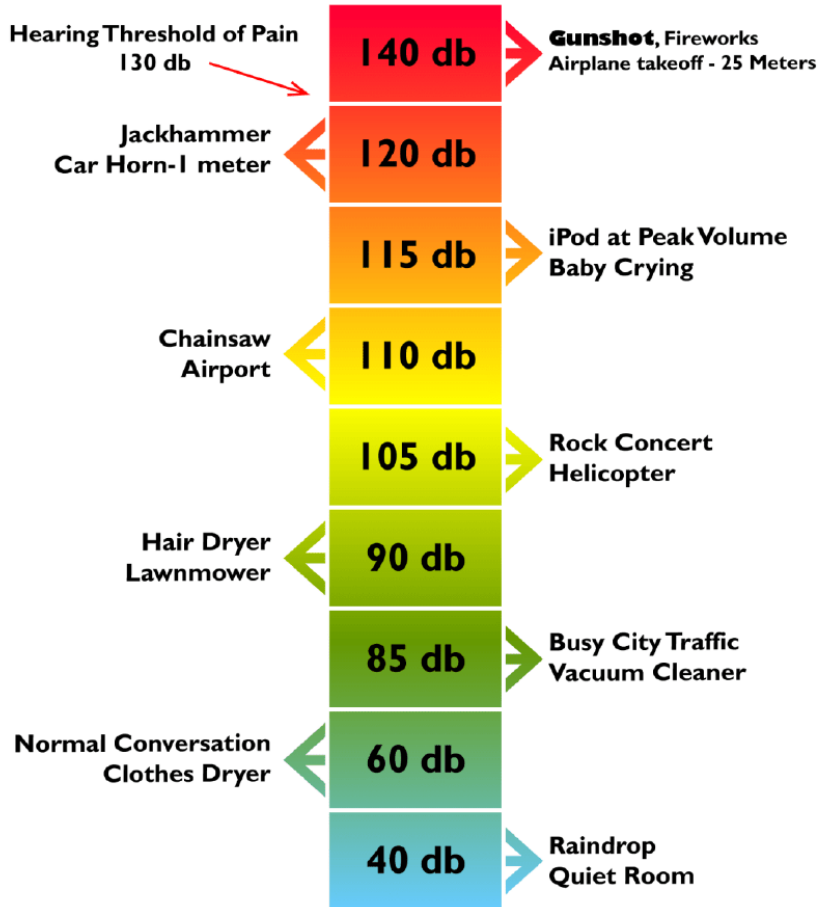 Hearing Threshold of Pain
130 db
140 db
Gunshot, Fireworks
Airplane takeoff - 25 Meters
Jackhammer
Car Horn-1 meter
120 db
115 db
iPod at Peak Volume
Baby Crying
Chainsaw
Airport
110 db
105 db
Rock Concert
Helicopter
Hair Dryer
Lawnmower
90 db
85 db
Busy City Traffic
Vacuum Cleaner
Normal Conversation
Clothes Dryer
60 db
40 db
Raindrop
Quiet Room